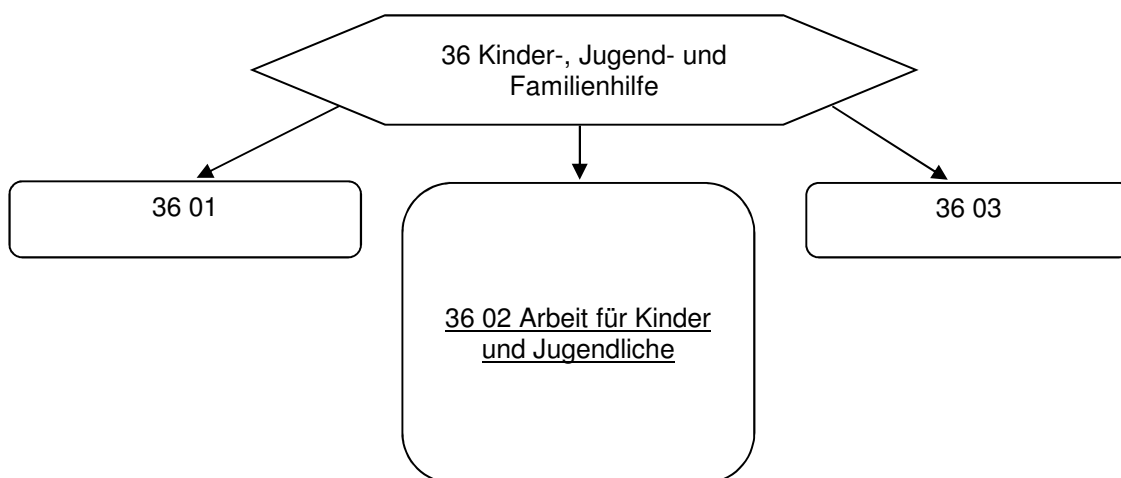 36 Kinder-, Jugend- und
Familienhilfe
36 01
36 03
36 02 Arbeit für Kinder
und Jugendliche